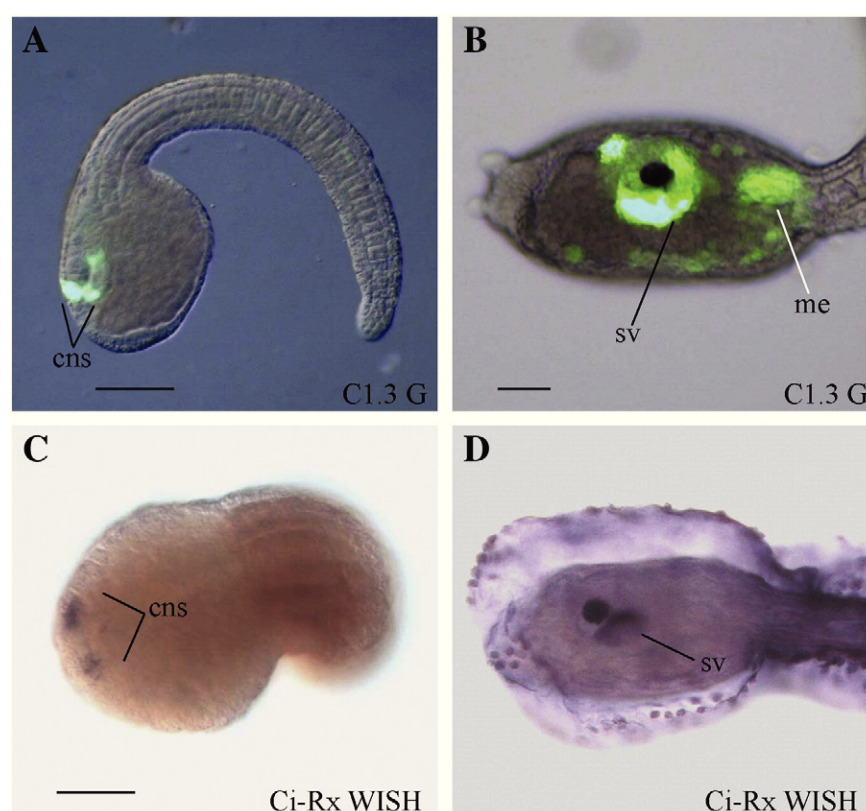 A
cns
C1.3 G
B
sv
me
C1.3 G
C
cns
Ci-Rx WISH
D
sv
Ci-Rx WISH